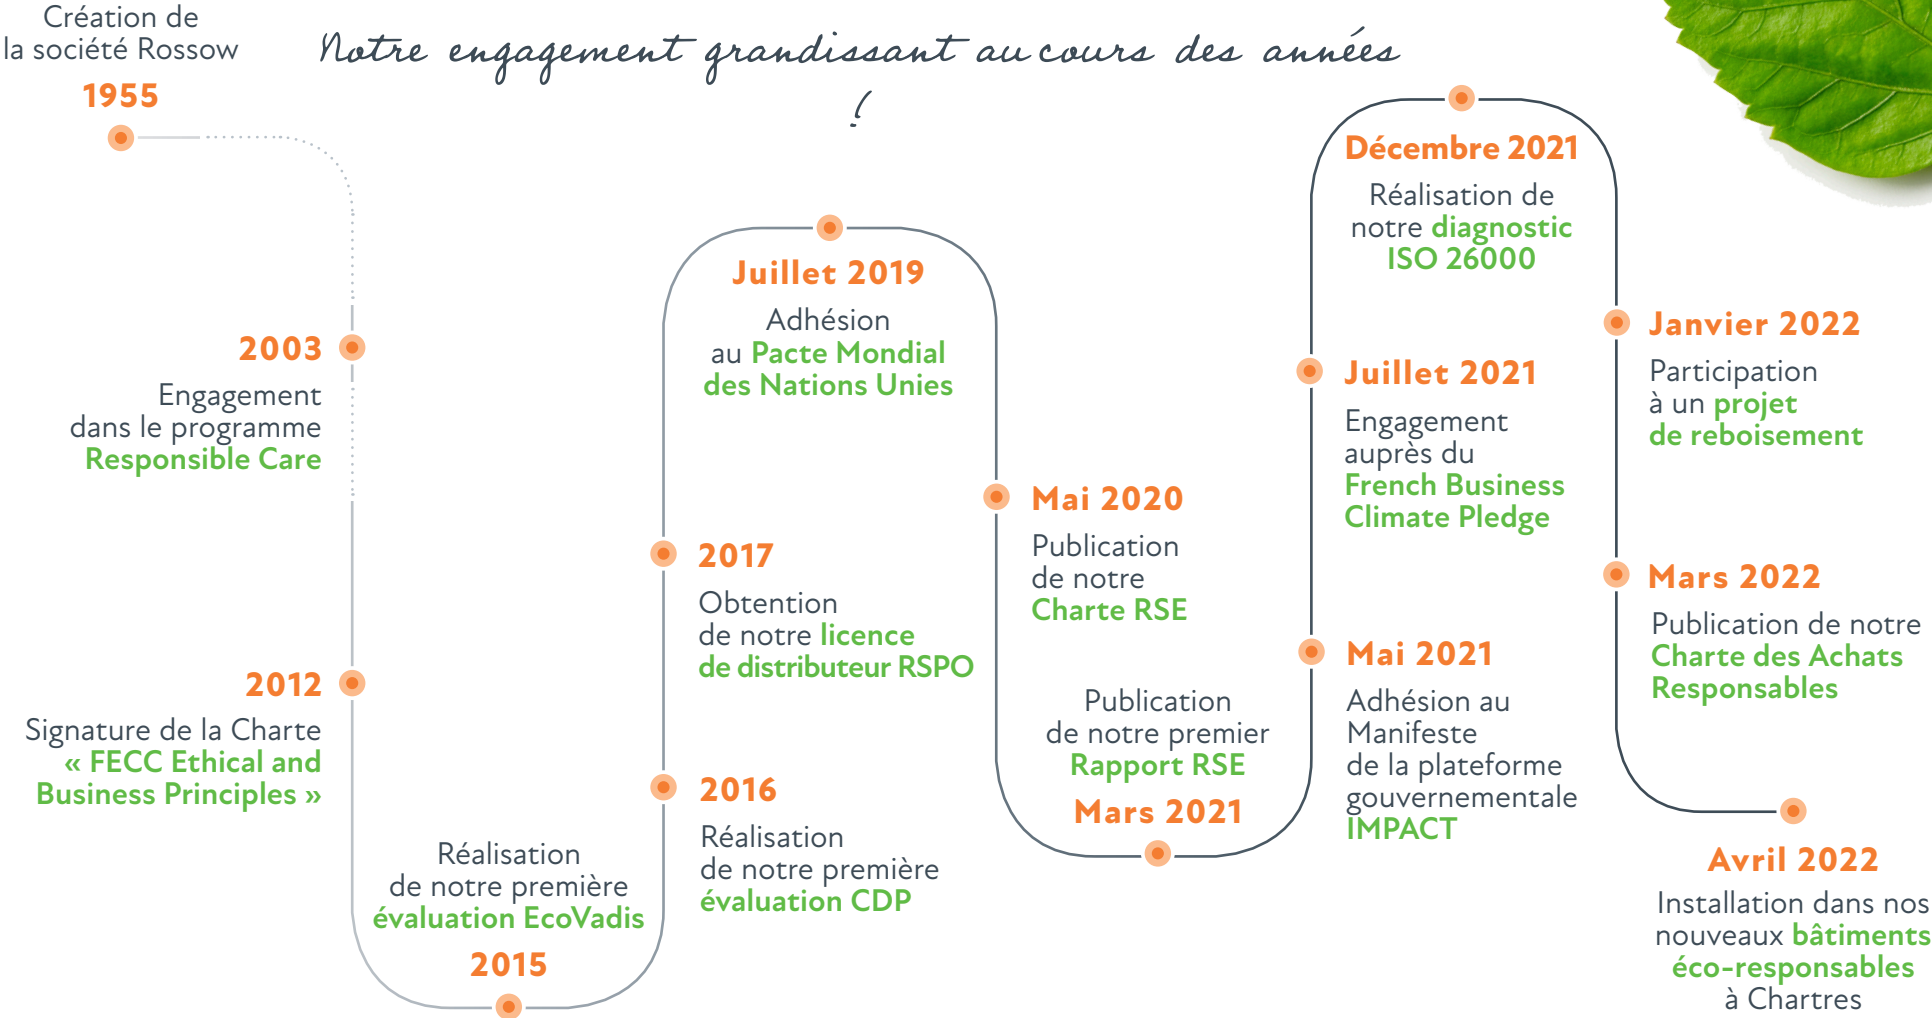 Création de
la société Rossow
1955
Notre engagement grandissant au cours des années
!
2003
Engagement
dans le programme
Responsible Care
2012
Signature de la Charte
« FECC Ethical and
Business Principles »
Réalisation
de notre première
évaluation EcoVadis
2015
2016
Réalisation
de notre première
évaluation CDP
2017
Obtention
de notre licence
de distributeur RSPO
Juillet 2019
Adhésion
au Pacte Mondial
des Nations Unies
Mai 2020
Publication
de notre
Charte RSE
Publication
de notre premier
Rapport RSE
Mars 2021
Mai 2021
Adhésion au
Manifeste
de la plateforme
gouvernementale
IMPACT
Juillet 2021
Engagement
auprès du
French Business
Climate Pledge
Décembre 2021
Réalisation de
notre diagnostic
ISO 26000
Janvier 2022
Participation
à un projet
de reboisement
Mars 2022
Publication de notre
Charte des Achats
Responsables
Avril 2022
Installation dans nos
nouveaux bâtiments
éco-responsables
à Chartres